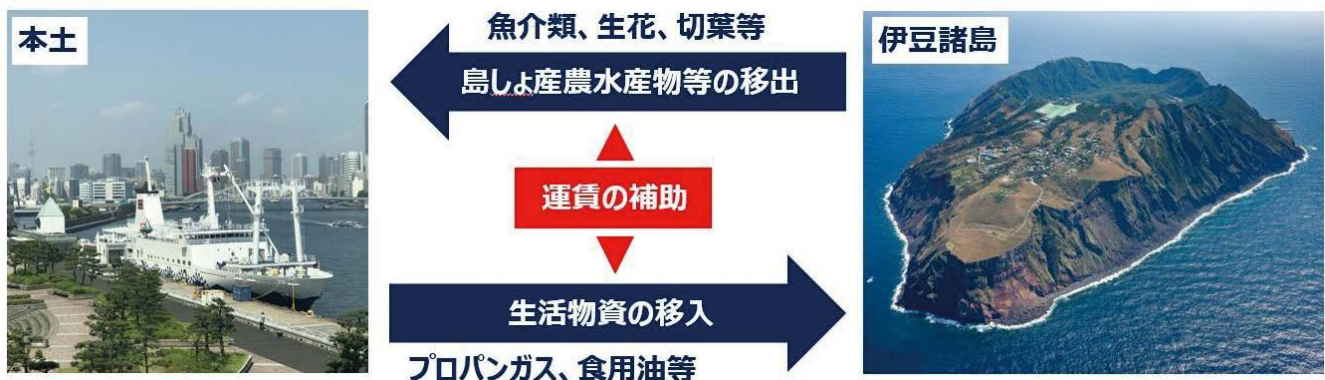 本土
魚介類、生花、切葉等
島しょ産農水産物等の移出
運賃の補助
生活物資の移入
プロパンガス、食用油等
伊豆諸島